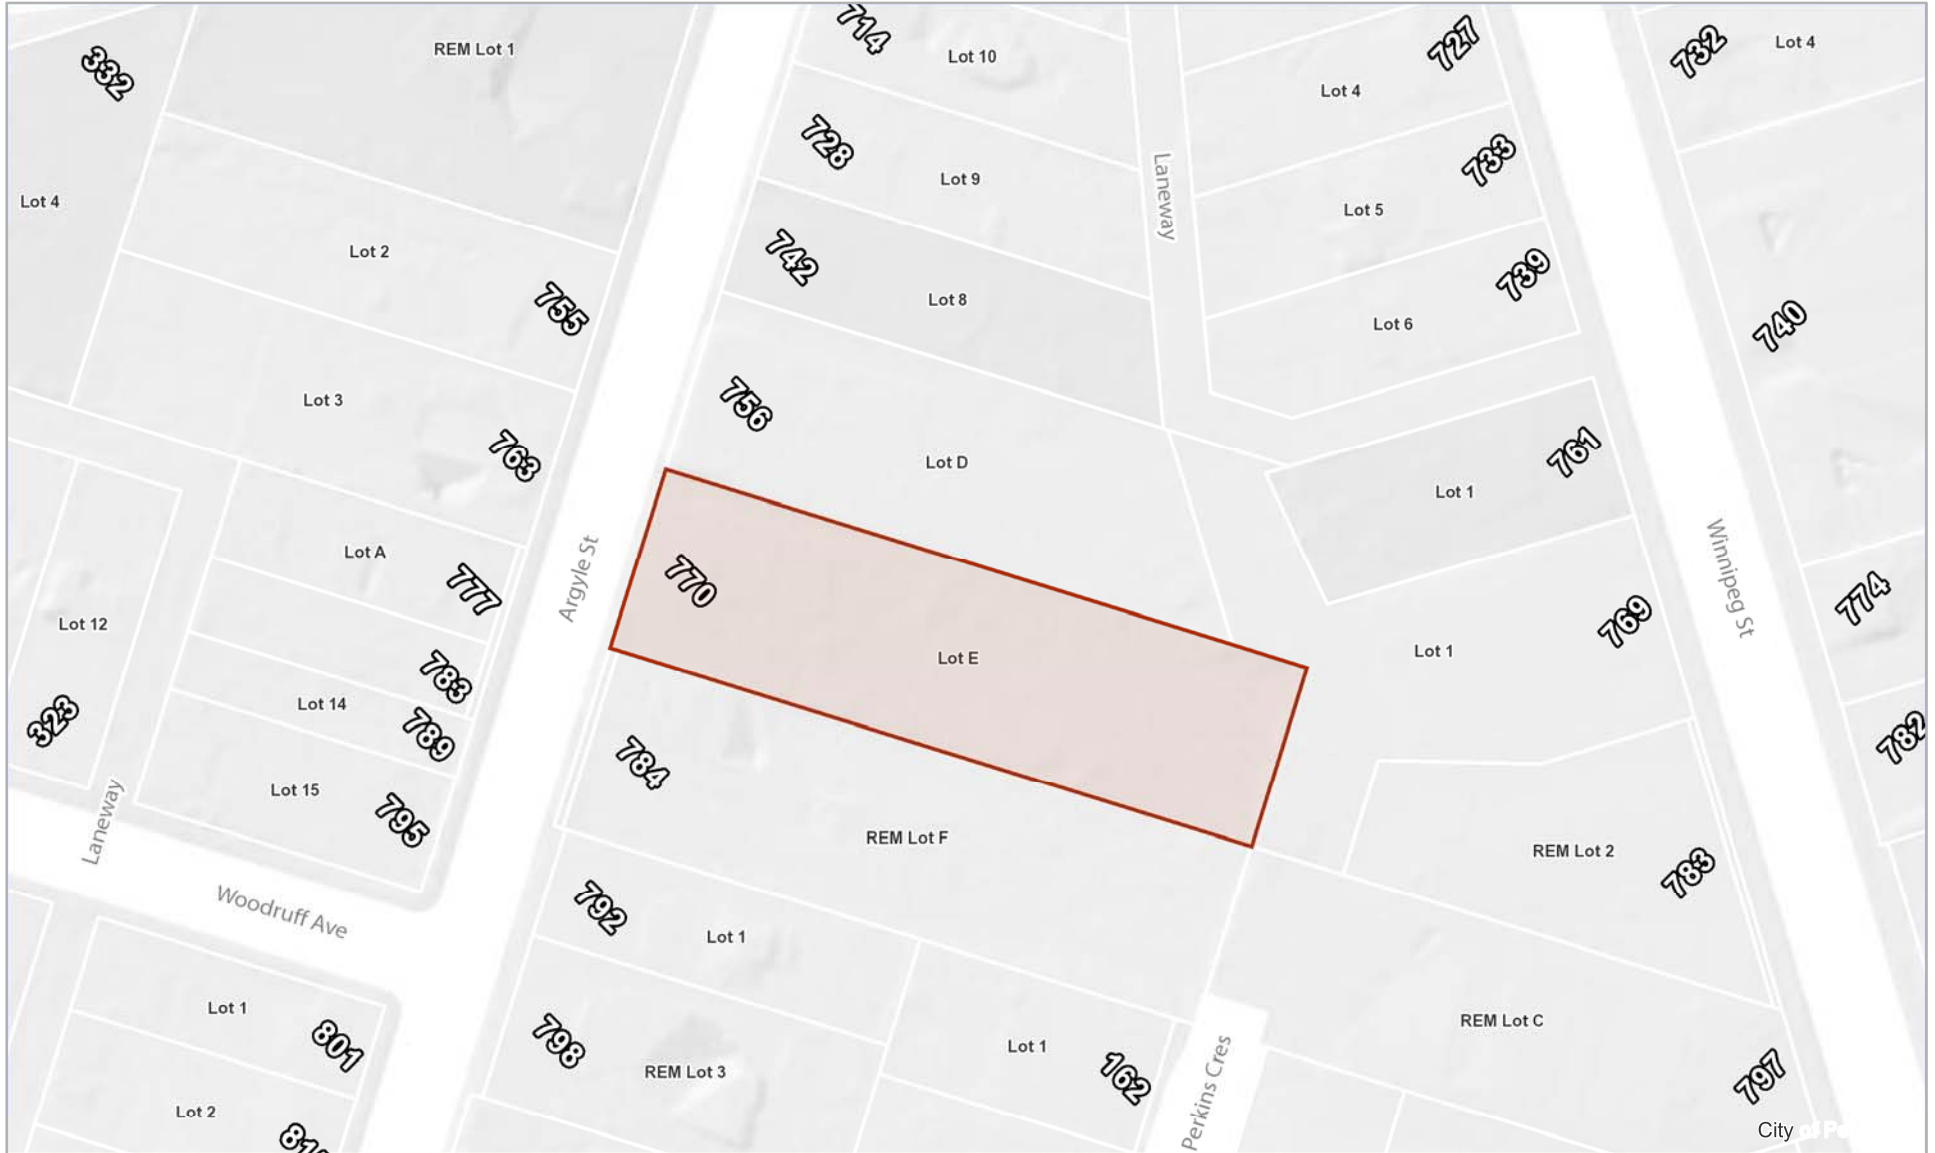 332
REM Lot 1
714
Lot 10
727
732
Lot 4
Lot 4
728
Lot 9
Laneway
733
Lot 4
Lot 5
Lot 2
742
Lot 8
739
755
Lot 6
740
Lot 3
756
763
Lot D
761
Lot 1
Lot A
777
Argyle St
770
Winnipeg St
774
Lot 12
769
Lot E
Lot 1
783
323
Lot 14
789
782
784
Lot 15
795
Laneway
REM Lot F
REM Lot 2
783
Woodruff Ave
792
Lot 1
Lot 1
801
798
REM Lot 3
Lot 1
162
Perkins Cres
REM Lot C
797
Lot 2
City of